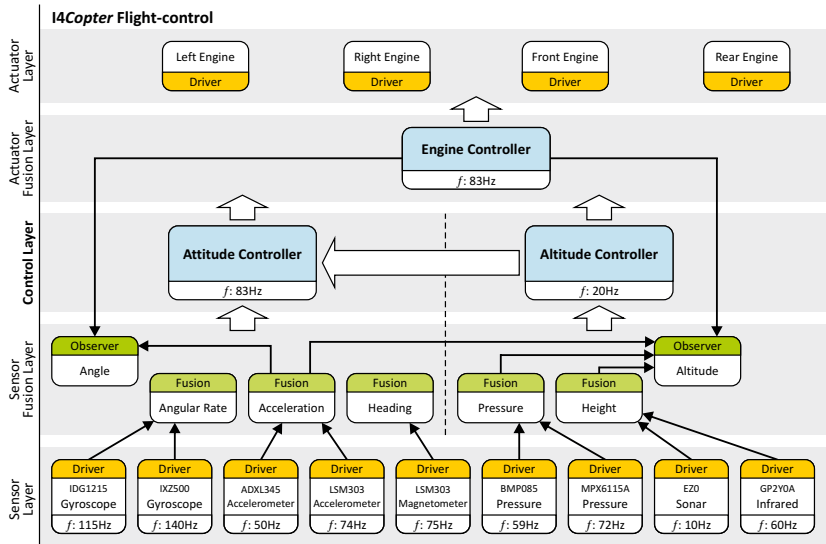 I4Copter Flight-control
Actuator
Layer
Left Engine
Driver
Right Engine
Driver
Front Engine
Driver
Rear Engine
Driver
Actuator
Fusion Layer
Engine Controller
f: 83Hz
Control Layer
Attitude Controller
f: 83Hz
Altitude Controller
f: 20Hz
Sensor
Fusion Layer
Observer
Angle
Fusion
Angular Rate
Fusion
Acceleration
Fusion
Heading
Fusion
Pressure
Fusion
Height
Observer
Altitude
Sensor
Layer
Driver
IDG1215
Gyroscope
f: 115Hz
Driver
IXZ500
Gyroscope
f: 140Hz
Driver
ADXL345
Accelerometer
f: 50Hz
Driver
LSM303
Accelerometer
f: 74Hz
Driver
LSM303
Magnetometer
f: 75Hz
Driver
BMP085
Pressure
f: 59Hz
Driver
MPX6115A
Pressure
f: 72Hz
Driver
EZ0
Sonar
f: 10Hz
Driver
GP2Y0A
Infrared
f: 60Hz